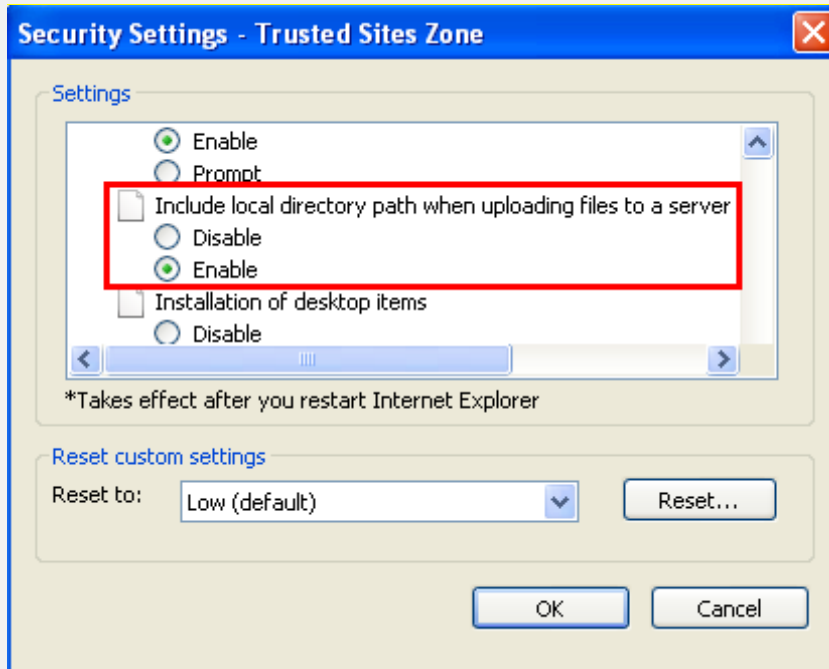 Security Settings - Trusted Sites Zone
Settings
Enable
Prompt
Include local directory path when uploading files to a server
Disable
Enable
Installation of desktop items
Disable
*Takes effect after you restart Internet Explorer
Reset custom settings
Reset to: Low (default) Reset...
OK Cancel